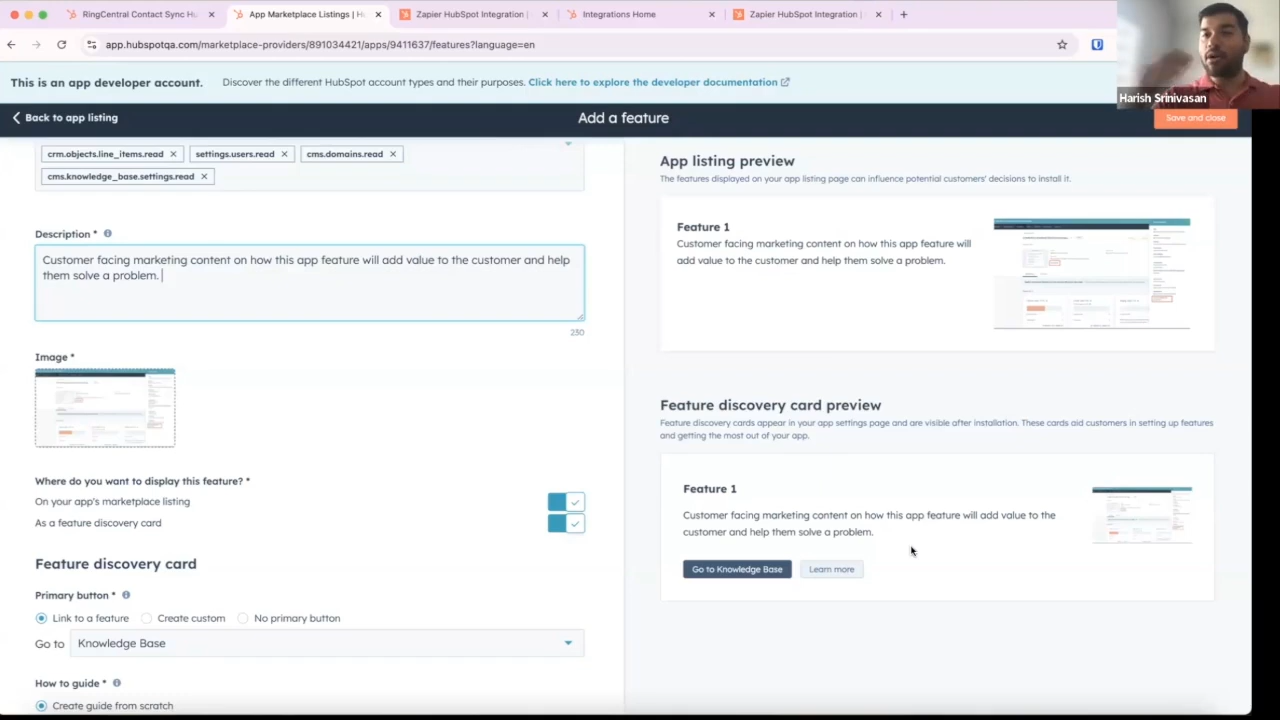 RingCentral Contact Sync Hu
App Marketplace Listings | H
Zapier HubSpot Integration |
Integrations Home
Zapier HubSpot Integration |
app.hubspotqa.com/marketplace-providers/891034421/apps/9411637/features?language=en
This is an app developer account. Discover the different HubSpot account types and their purposes. Click here to explore the developer documentation
Harish Srinivasan
Back to app listing
Add a feature
Save and close
crm.objects.line_items.read
settings.users.read
cms.domains.read
cms.knowledge_base.settings.read
Description *
Customer facing marketing content on how this app feature will add value to the customer and help
them solve a problem.
230
Image *
Where do you want to display this feature? *
On your app's marketplace listing
As a feature discovery card
Feature discovery card
Primary button *
Link to a feature
Create custom
No primary button
Go to
Knowledge Base
How to guide *
Create guide from scratch
App listing preview
The features displayed on your app listing page can influence potential customers' decisions to install it.
Feature 1
Customer facing marketing content on how this app feature will
add value to the customer and help them solve a problem.
Feature discovery card preview
Feature discovery cards appear in your app settings page and are visible after installation. These cards aid customers in setting up features
and getting the most out of your app.
Feature 1
Customer facing marketing content on how this app feature will add value to the
customer and help them solve a problem.
Go to Knowledge Base
Learn more